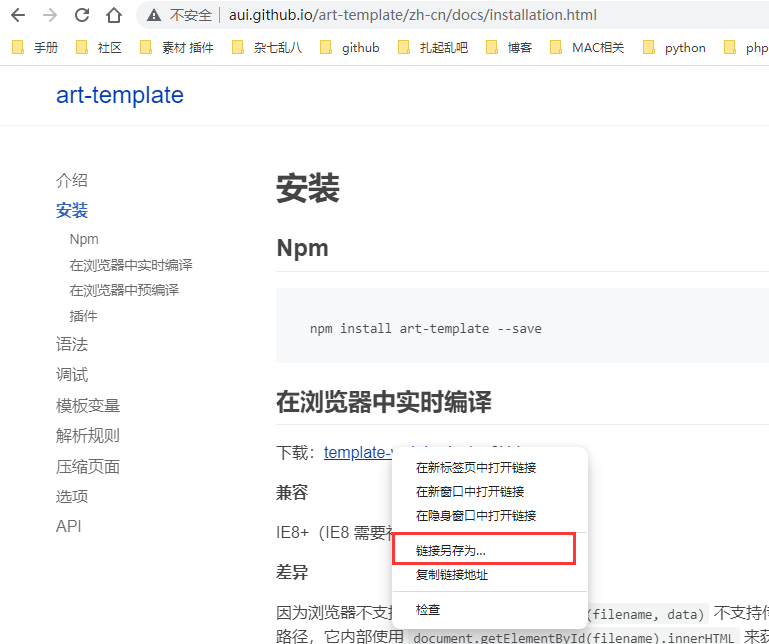 不安全 aui.github.io/art-template/zh-cn/docs/installation.html
手册 社区 素材 插件 杂七乱八 github 扎起乱吧 博客 MAC相关 python php
art-template
介绍
安装
Npm
在浏览器中实时编译
在浏览器中预编译
插件
语法
调试
模板变量
解析规则
压缩页面
选项
API
安装
Npm
npm install art-template --save
在浏览器中实时编译
下载：template-
兼容
IE8+（IE8 需要
差异
因为浏览器不支 (filename, data) 不支持传
路径，它内部使用 document.getElementById(filename).innerHTML 来获
在新标签页中打开链接
在新窗口中打开链接
在隐身窗口中打开链接
链接另存为...
复制链接地址
检查